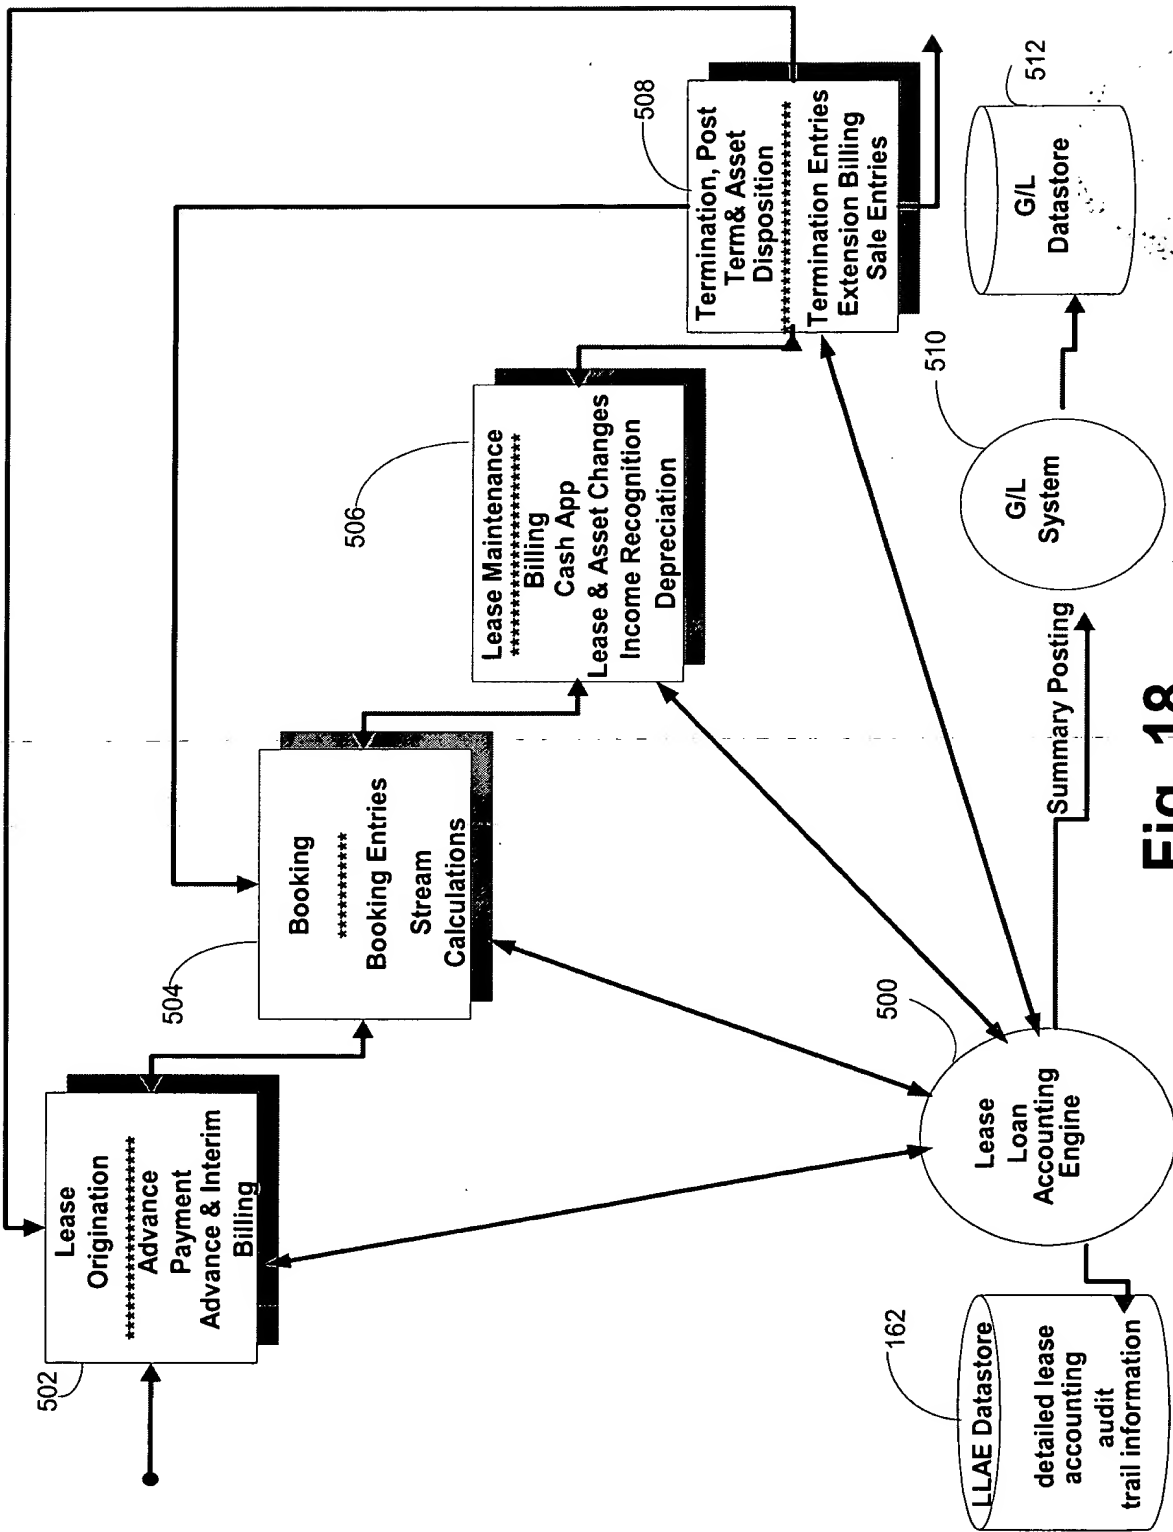 502
Lease
Origination
**********************
Advance
Payment
Advance & Interim
Billing
504
Booking
**********
Booking Entries
Stream
Calculations
506
Lease Maintenance
**********************
Billing
Cash App
Lease & Asset Changes
Income Recognition
Depreciation
508
Termination, Post
Term& Asset
Disposition
**************************
Termination Entries
Extension Billing
Sale Entries
162
LLAE Datastore
detailed lease
accounting
audit
trail information
500
Lease
Loan
Accounting
Engine
Summary Posting
510
G/L
System
512
G/L
Datastore
Fig. 18